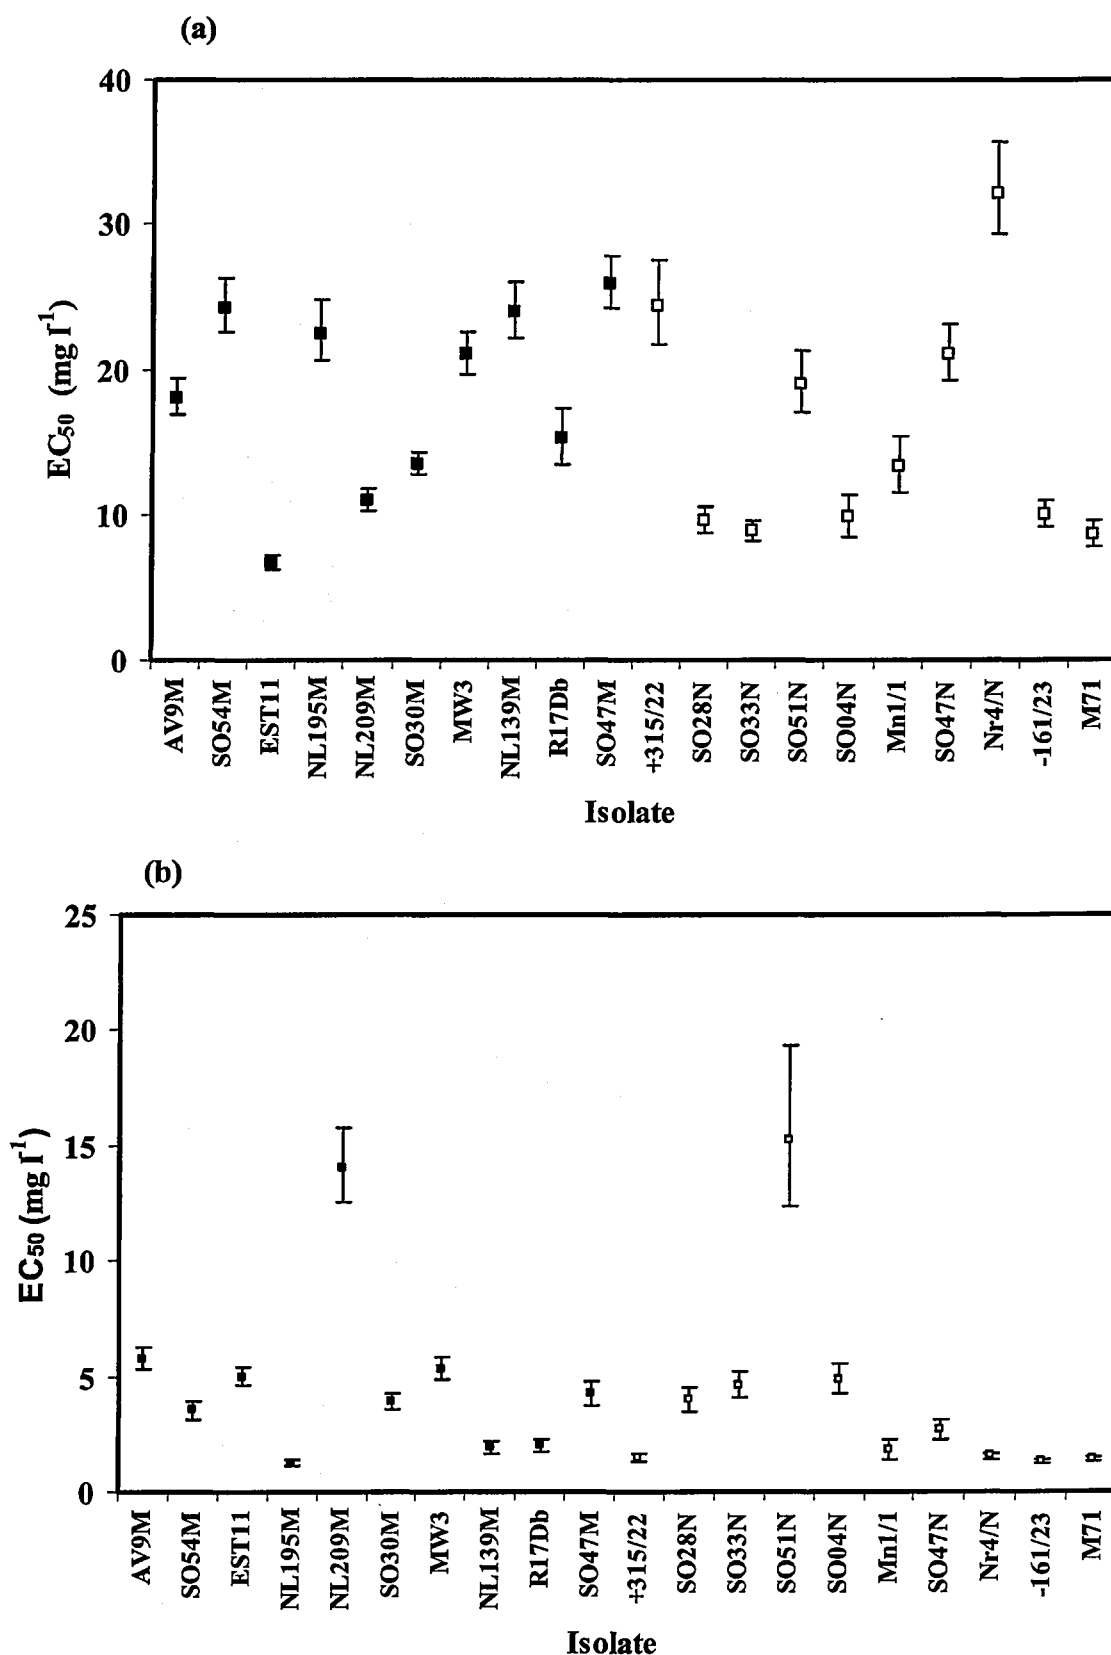 (a)
40
30
20
10
0
EC50 (mg l-1)
AV9M
SO54M
EST11
NL195M
NL209M
SO30M
MW3
NL139M
R17Db
SO47M
+315/22
SO28N
SO33N
SO51N
SO04N
Mn1/1
SO47N
Nr4/N
-161/23
M71
Isolate
(b)
25
20
15
10
5
0
EC50 (mg l-1)
AV9M
SO54M
EST11
NL195M
NL209M
SO30M
MW3
NL139M
R17Db
SO47M
+315/22
SO28N
SO33N
SO51N
SO04N
Mn1/1
SO47N
Nr4/N
-161/23
M71
Isolate